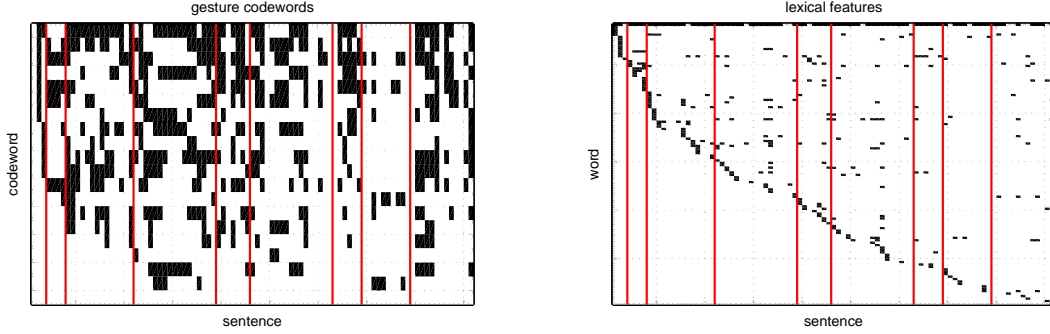 gesture codewords
codeword
sentence
lexical features
word
sentence